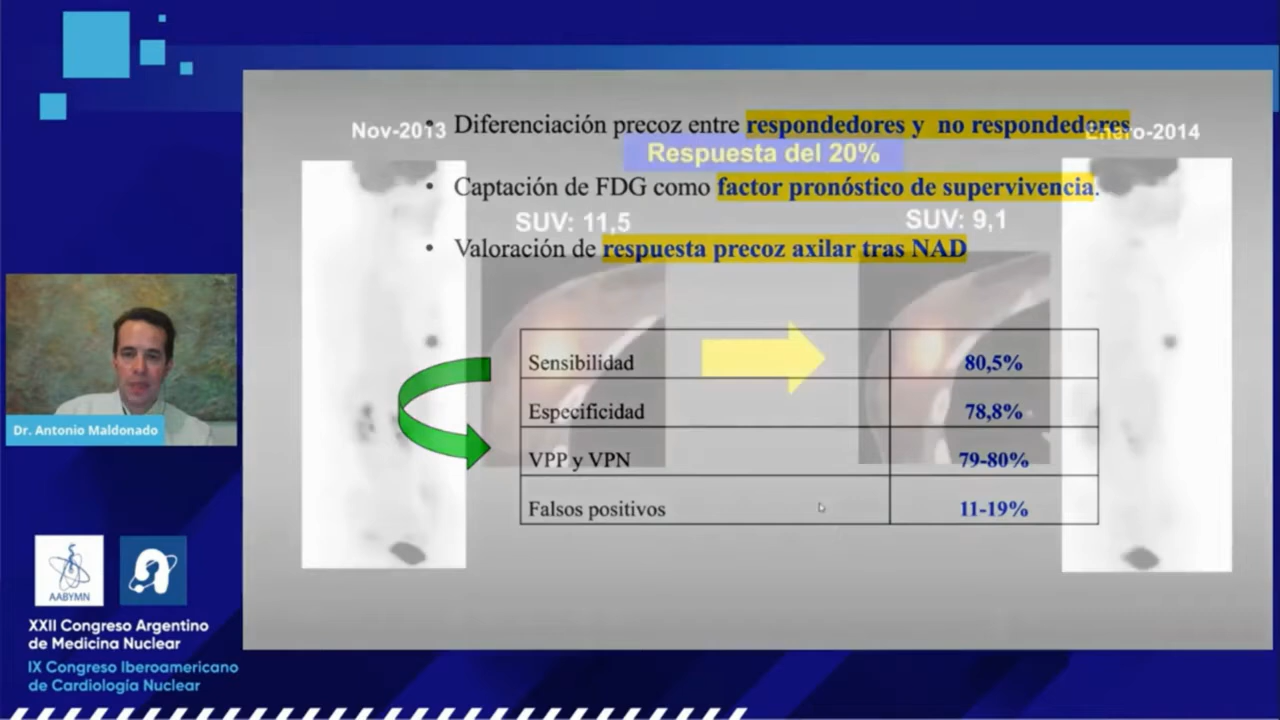 Nov-2013
Enero-2014
• Diferenciación precoz entre respondedores y no respondedores.
Respuesta del 20%
• Captación de FDG como factor pronóstico de supervivencia.
SUV: 11,5
SUV: 9,1
• Valoración de respuesta precoz axilar tras NAD
Sensibilidad 80,5%
Especificidad 78,8%
VPP y VPN 79-80%
Falsos positivos 11-19%
Dr. Antonio Maldonado
AABYMN
XXII Congreso Argentino
de Medicina Nuclear
IX Congreso Iberoamericano
de Cardiología Nuclear